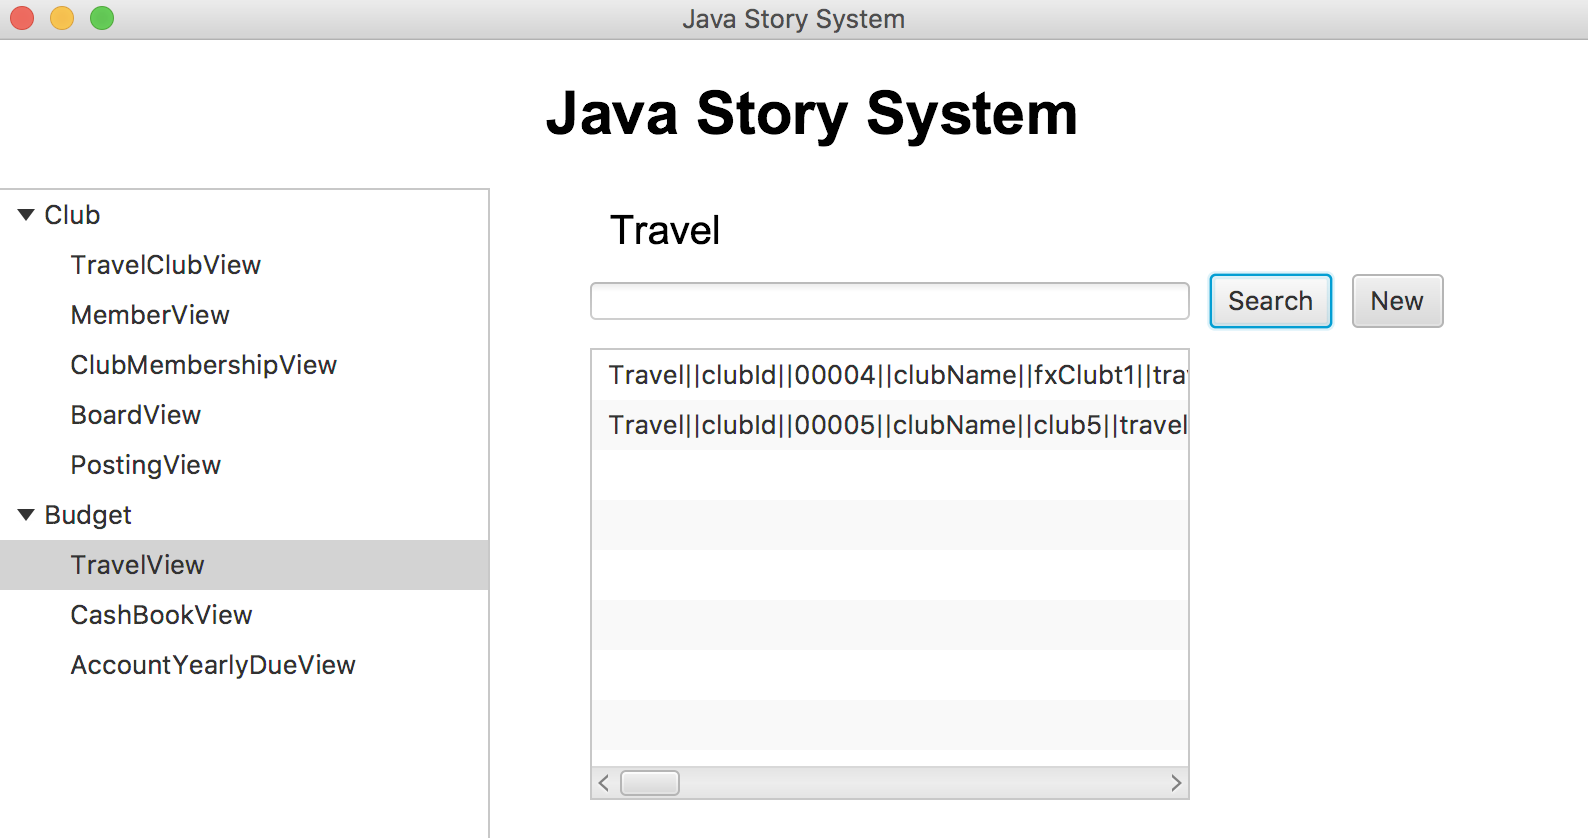 Java Story System
Java Story System
Club
TravelClubView
MemberView
ClubMembershipView
BoardView
PostingView
Budget
TravelView
CashBookView
AccountYearlyDueView
Travel
Search
New
Travel||clubId||00004||clubName||fxClubt1||tra
Travel||clubId||00005||clubName||club5||travel